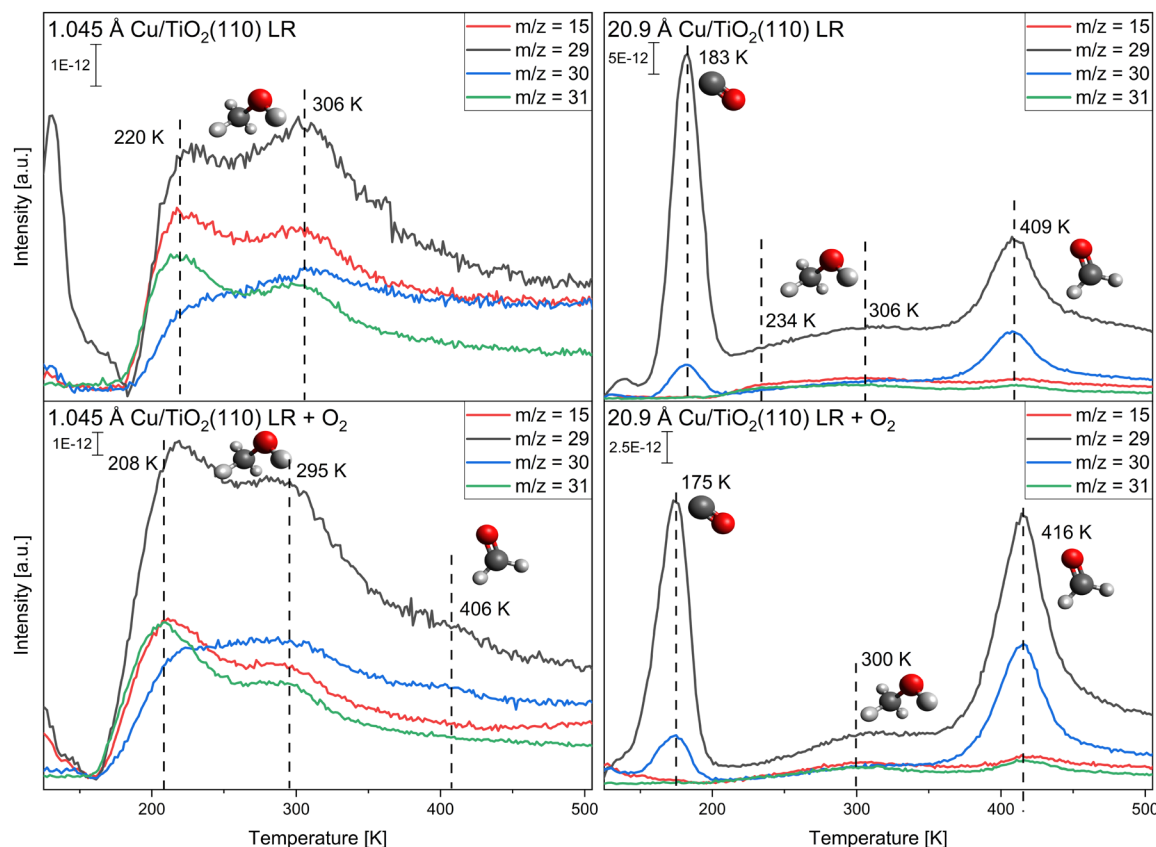 1.045 Å Cu/TiO2(110) LR
1E-12
220 K
306 K
m/z = 15
m/z = 29
m/z = 30
m/z = 31
Intensity [a.u.]
20.9 Å Cu/TiO2(110) LR
5E-12
183 K
234 K
306 K
409 K
m/z = 15
m/z = 29
m/z = 30
m/z = 31
1.045 Å Cu/TiO2(110) LR + O2
1E-12
208 K
295 K
406 K
m/z = 15
m/z = 29
m/z = 30
m/z = 31
Intensity [a.u.]
200
300
400
500
Temperature [K]
20.9 Å Cu/TiO2(110) LR + O2
2.5E-12
175 K
300 K
416 K
m/z = 15
m/z = 29
m/z = 30
m/z = 31
200
300
400
500
Temperature [K]